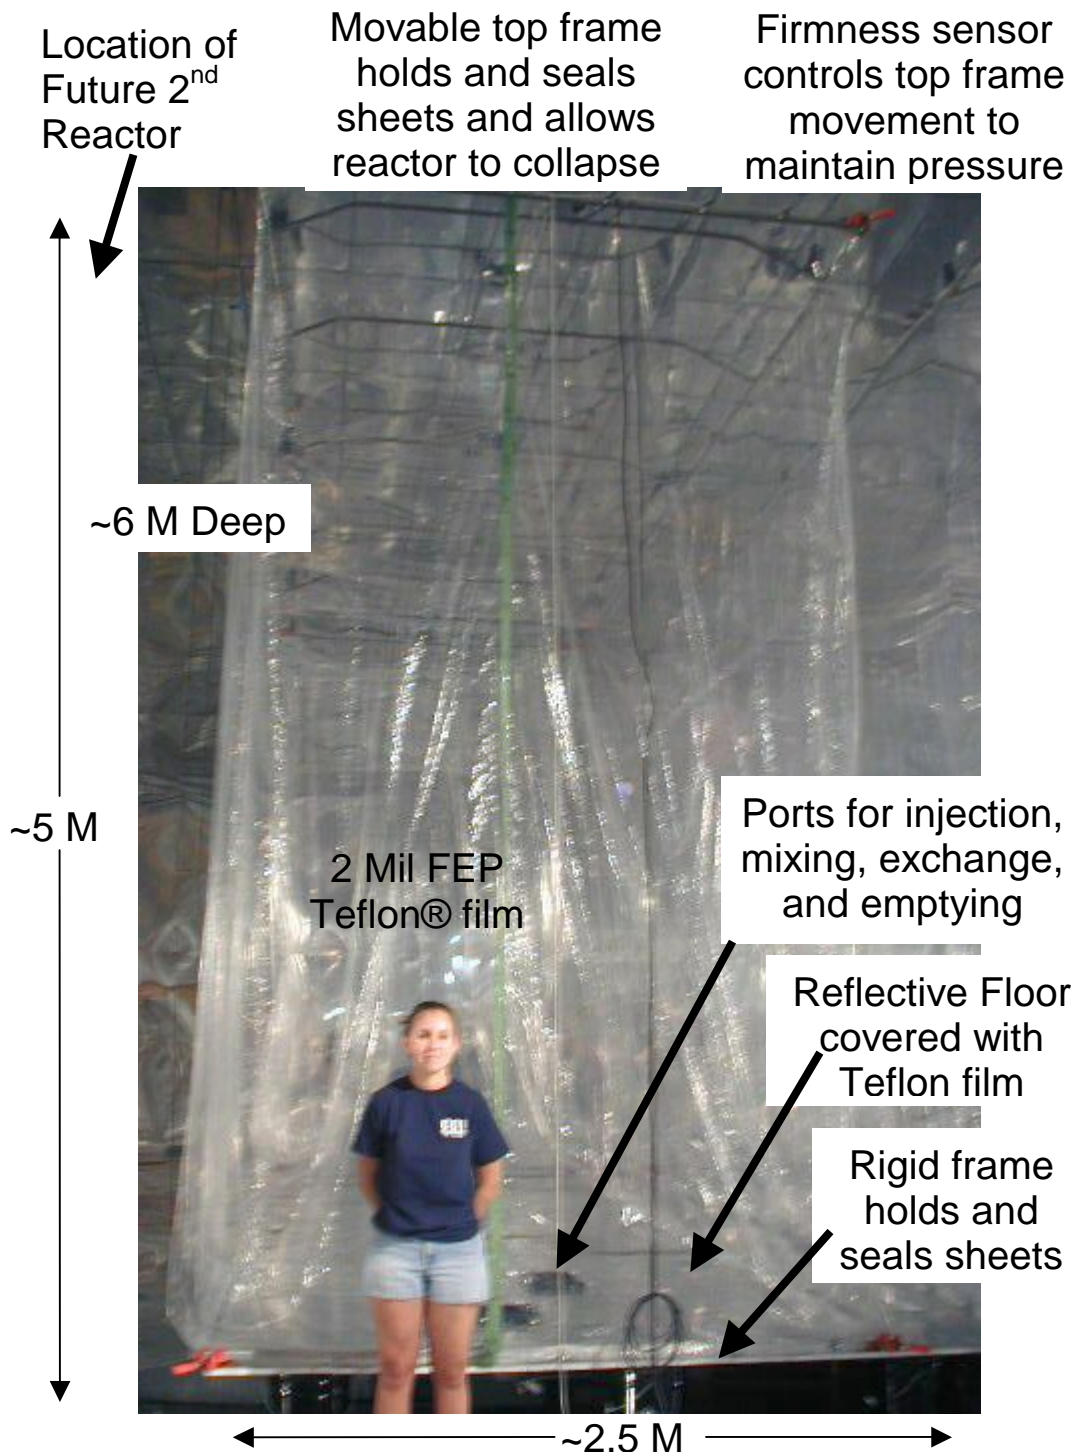 Location of
Future 2nd
Reactor
Movable top frame
holds and seals
sheets and allows
reactor to collapse
Firmness sensor
controls top frame
movement to
maintain pressure
~6 M Deep
~5 M
2 Mil FEP
Teflon® film
Ports for injection,
mixing, exchange,
and emptying
Reflective Floor
covered with
Teflon film
Rigid frame
holds and
seals sheets
~2.5 M